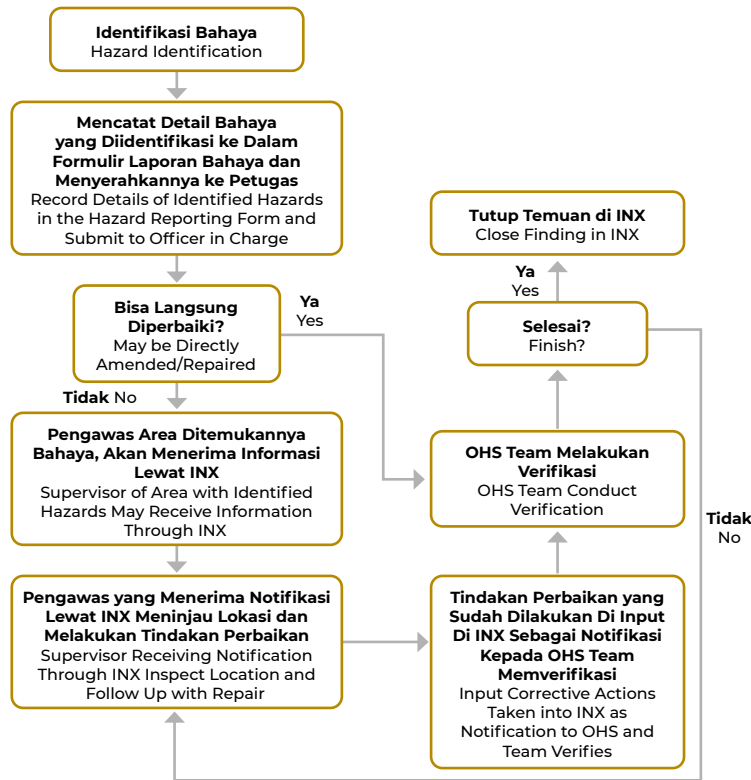 Identifikasi Bahaya
Hazard Identification
Mencatat Detail Bahaya
yang Diidentifikasi ke Dalam
Formulir Laporan Bahaya dan
Menyerahkannya ke Petugas
Record Details of Identified Hazards
in the Hazard Reporting Form and
Submit to Officer in Charge
Bisa Langsung
Diperbaiki?
May be Directly
Amended/Repaired
Ya
Yes
Tidak No
Pengawas Area Ditemukannya
Bahaya, Akan Menerima Informasi
Lewat INX
Supervisor of Area with Identified
Hazards May Receive Information
Through INX
Pengawas yang Menerima Notifikasi
Lewat INX Meninjau Lokasi dan
Melakukan Tindakan Perbaikan
Supervisor Receiving Notification
Through INX Inspect Location and
Follow Up with Repair
Tindakan Perbaikan yang
Sudah Dilakukan Di Input
Di INX Sebagai Notifikasi
Kepada OHS Team
Memverifikasi
Input Corrective Actions
Taken into INX as
Notification to OHS and
Team Verifies
OHS Team Melakukan
Verifikasi
OHS Team Conduct
Verification
Selesai?
Finish?
Ya
Yes
Tutup Temuan di INX
Close Finding in INX
Tidak
No